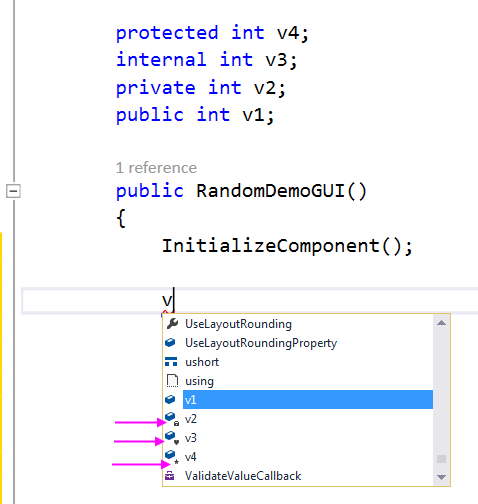 protected int v4;
internal int v3;
private int v2;
public int v1;
1 reference
public RandomDemoGUI()
{
InitializeComponent();
v
UseLayoutRounding
UseLayoutRoundingProperty
ushort
using
v1
v2
v3
v4
ValidateValueCallback